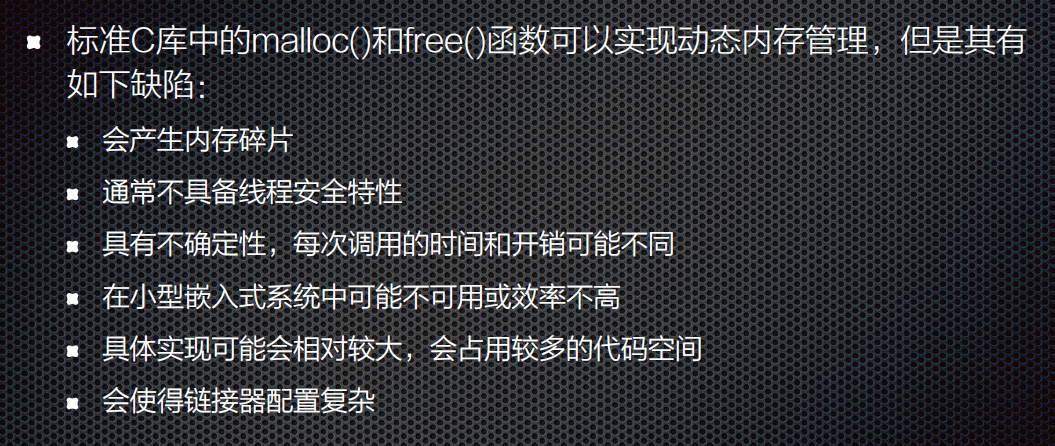 标准C库中的malloc()和free()函数可以实现动态内存管理，但是其有
如下缺陷：
会产生内存碎片
通常不具备线程安全特性
具有不确定性，每次调用的时间和开销可能不同
在小型嵌入式系统中可能不可用或效率不高
具体实现可能会相对较大，会占用较多的代码空间
会使得链接器配置复杂